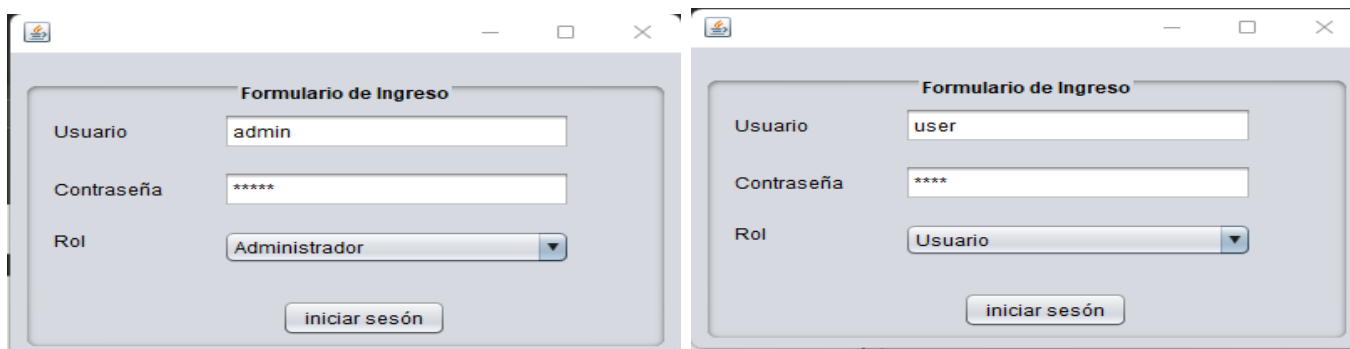 Formulario de Ingreso
Usuario admin
Contraseña *****
Rol Administrador
iniciar sesón
Formulario de Ingreso
Usuario user
Contraseña ****
Rol Usuario
iniciar sesón